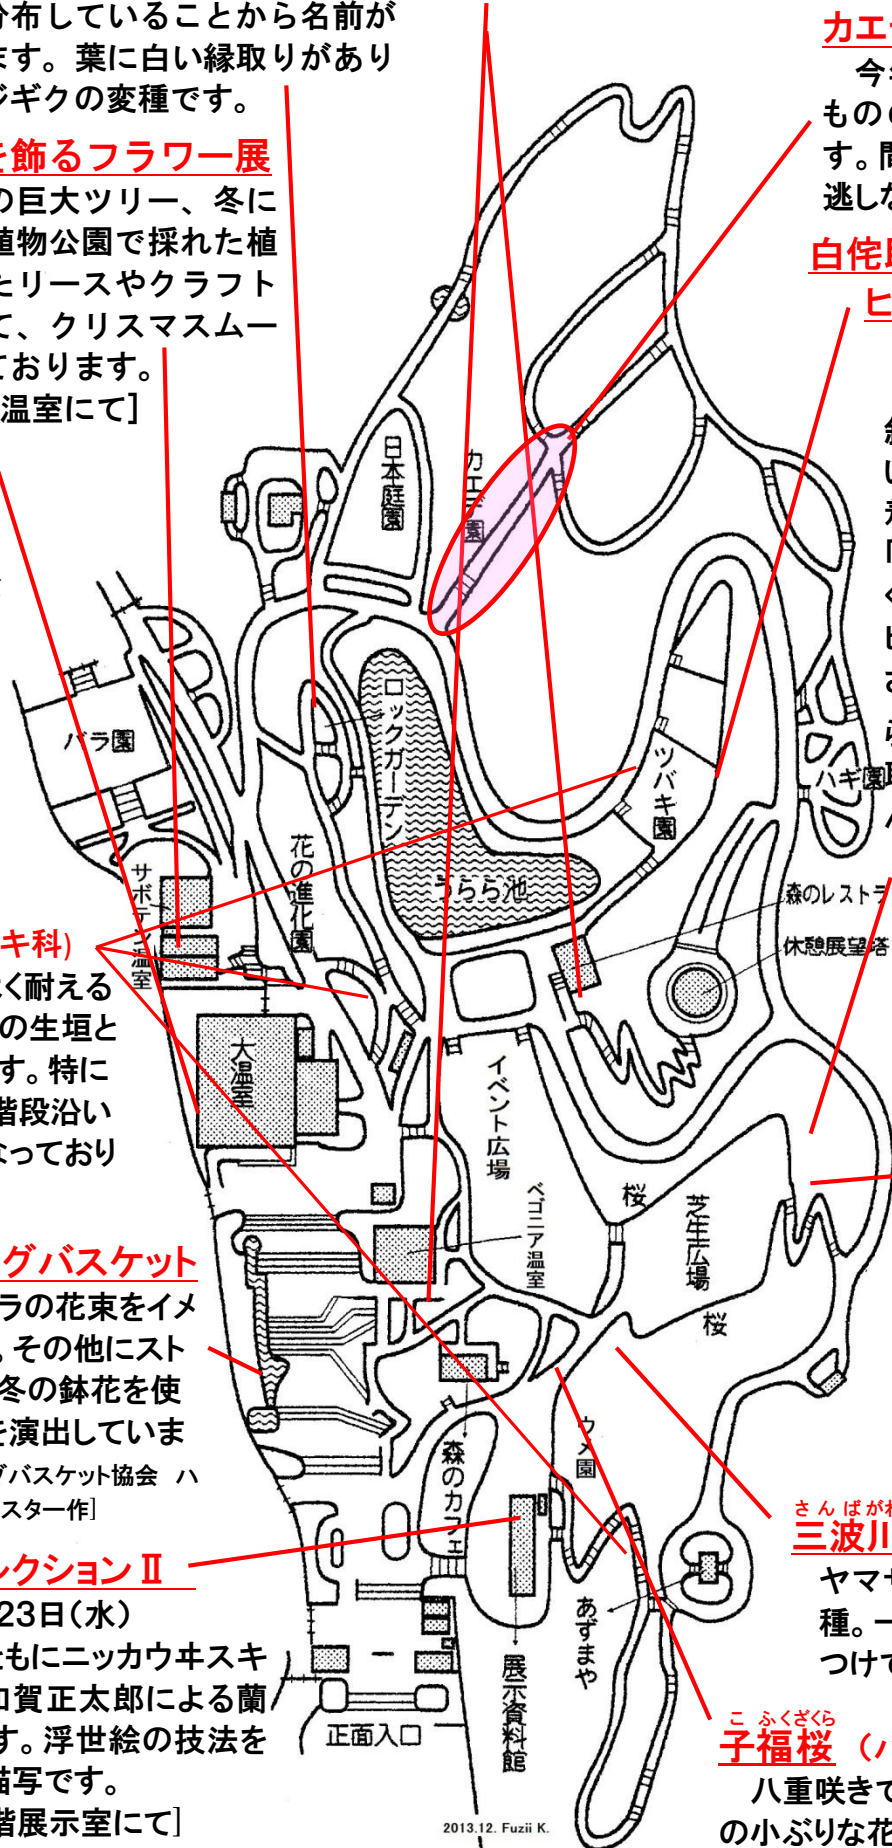 分布していることから名前が
ます。葉に白い縁取りがあり
ジギクの変種です。
を飾るフラワー展
の巨大ツリー、冬に
植物公園で採れた植
たリースやクラフト
て、クリスマスムー
ております。
温室にて]
キ科)
よく耐える
の生垣と
す。特に
階段沿い
なっており
グバスケット
ラの花束をイメ
。その他にスト
冬の鉢花を使
を演出していま
グバスケット協会 ハ
スター作]
レクションⅡ
23日(水)
ともにニッカウヰスキ
加賀正太郎による蘭
す。浮世絵の技法を
描写です。
階展示室にて]
カエデ
今年
ものの
す。間
逃しな
白侘助
ヒ
ハギ園
日本庭園
カエデ園
ロックガーデン
うらら池
ツバキ園
バラ園
花の進化園
サボテン温室
大温室
森のレストラ
休憩展望塔
イベント広場
ベゴニア温室
桜
芝生広場
桜
ウメ園
森のカフェ
あずまや
展示資料館
正面入口
さんばがわ
三波川
ヤマザ
種。一
つけて
こふくざくら
子福桜 (バ
八重咲きで
の小ぶりな花
2013.12. Fuzii K.